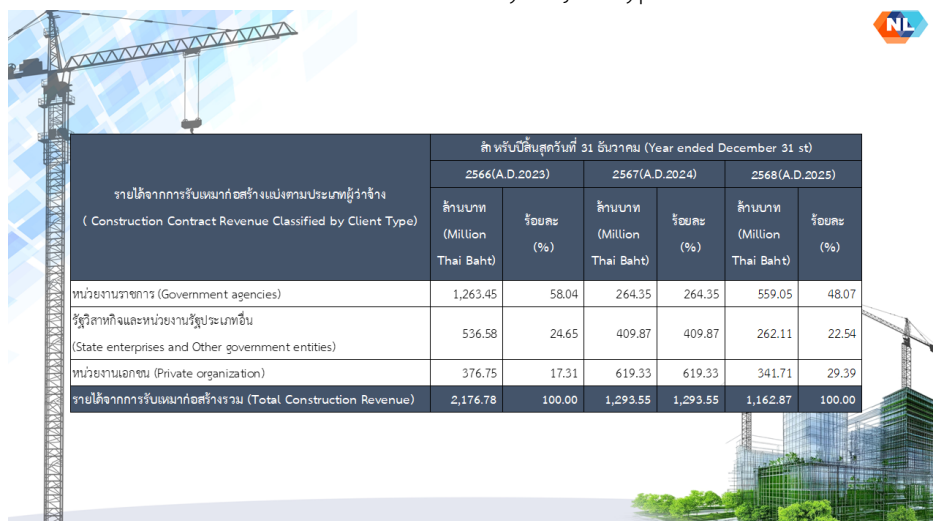 NL
สำหรับปีสิ้นสุดวันที่ 31 ธันวาคม (Year ended December 31 st)
รายได้จากการรับเหมาก่อสร้างแบ่งตามประเภทผู้ว่าจ้าง
( Construction Contract Revenue Classified by Client Type)
2566(A.D.2023) 2567(A.D.2024) 2568(A.D.2025)
ล้านบาท ร้อยละ ล้านบาท ร้อยละ ล้านบาท ร้อยละ
(Million (%) (Million (%) (Million (%)
Thai Baht) Thai Baht) Thai Baht)
หน่วยงานราชการ (Government agencies) 1,263.45 58.04 264.35 264.35 559.05 48.07
รัฐวิสาหกิจและหน่วยงานรัฐประเภทอื่น
(State enterprises and Other government entities) 536.58 24.65 409.87 409.87 262.11 22.54
หน่วยงานเอกชน (Private organization) 376.75 17.31 619.33 619.33 341.71 29.39
รายได้จากการรับเหมาก่อสร้างรวม (Total Construction Revenue) 2,176.78 100.00 1,293.55 1,293.55 1,162.87 100.00